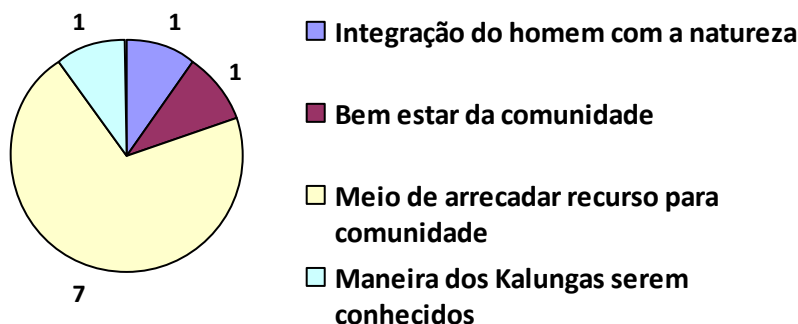 1
1
1
7
Integração do homem com a natureza
Bem estar da comunidade
Meio de arrecadar recurso para
comunidade
Maneira dos Kalungas serem
conhecidos